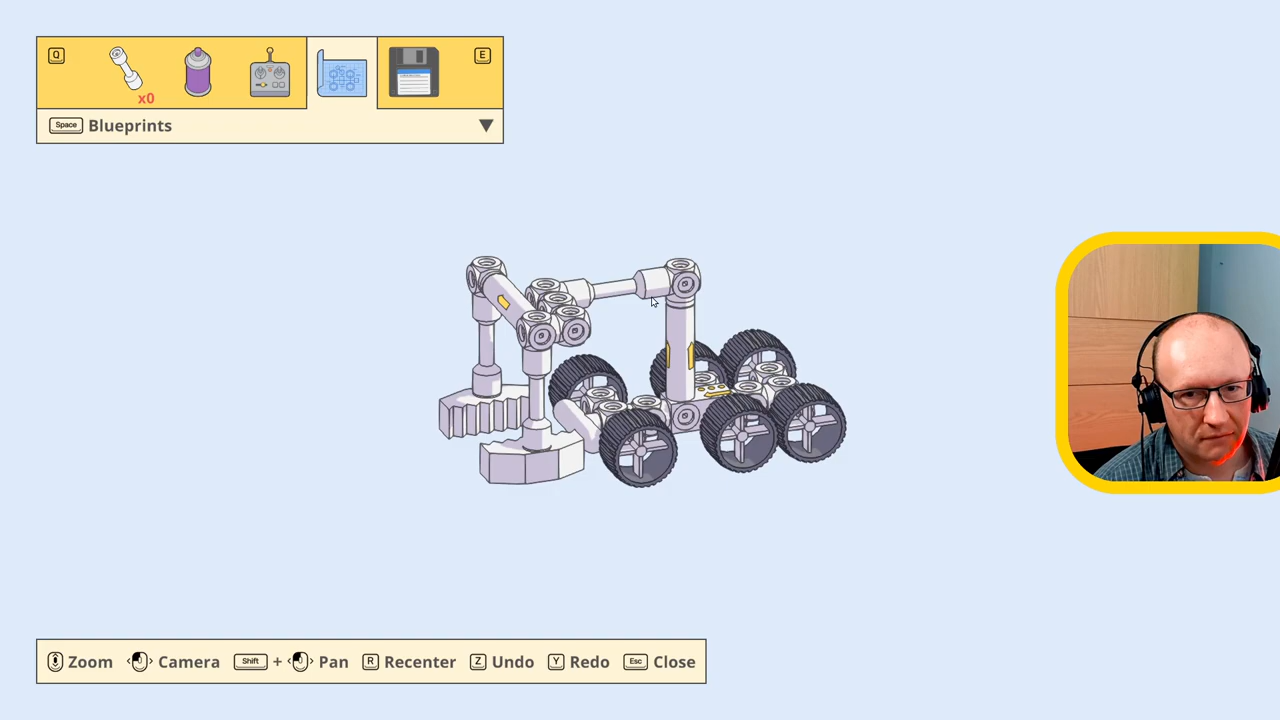 Q
x0
E
Space Blueprints
Zoom Camera Shift + Pan R Recenter Z Undo Y Redo Esc Close